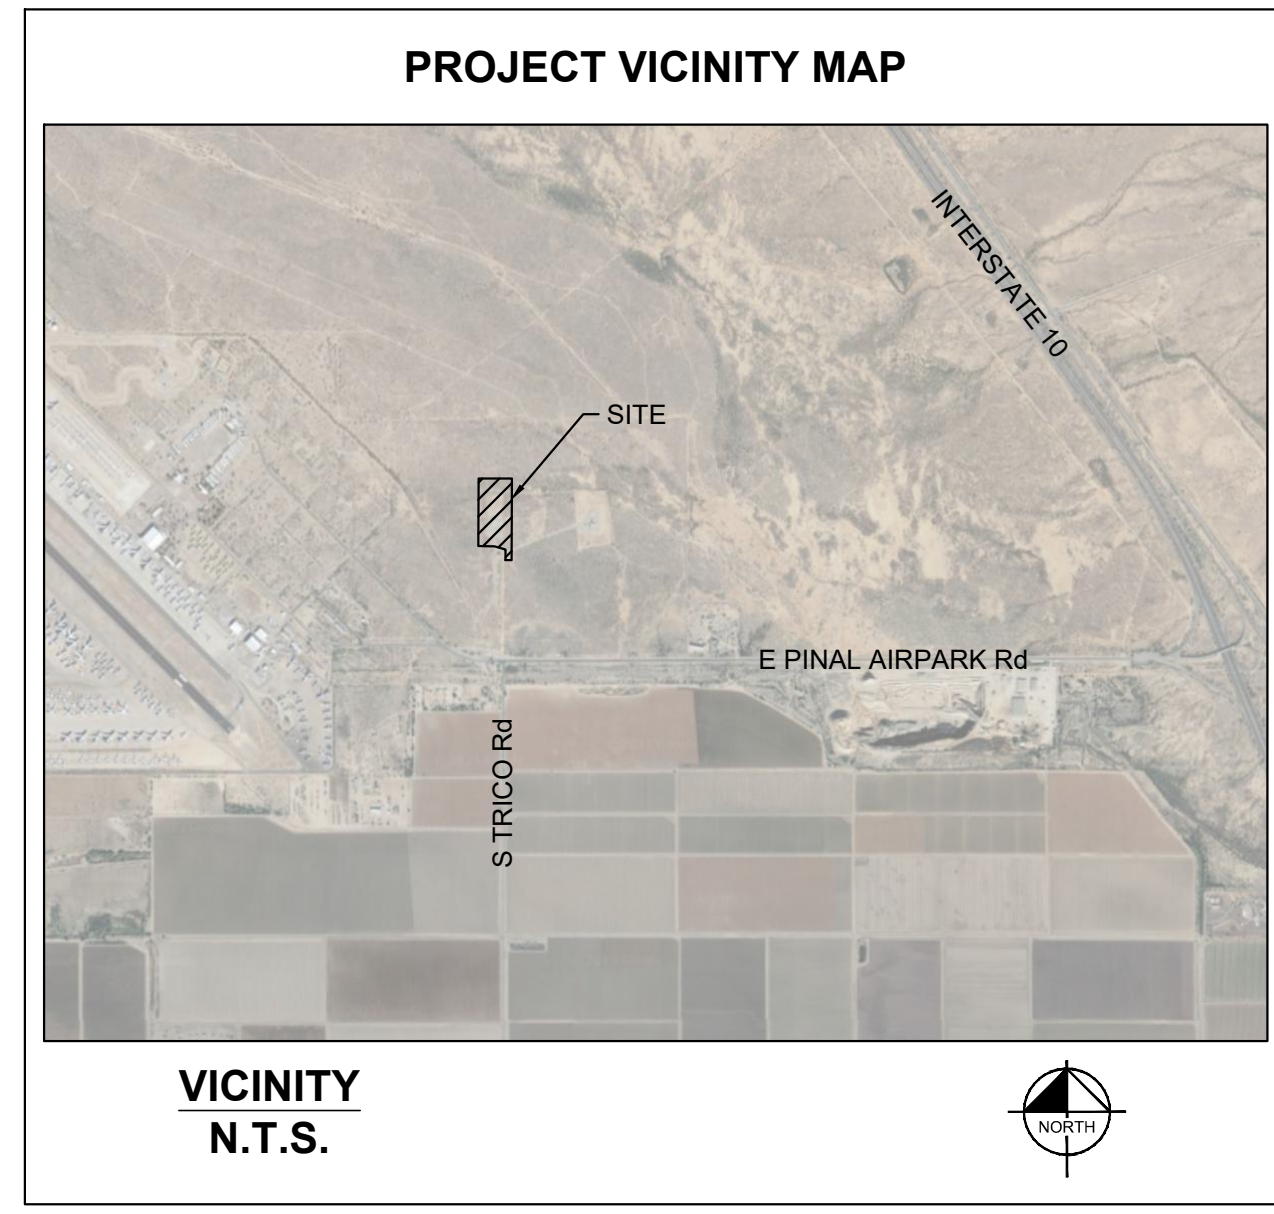 PROJECT VICINITY MAP
INTERSTATE 10
SITE
E PINAL AIRPARK Rd
S TRICO Rd
VICINITY
N.T.S.
NORTH